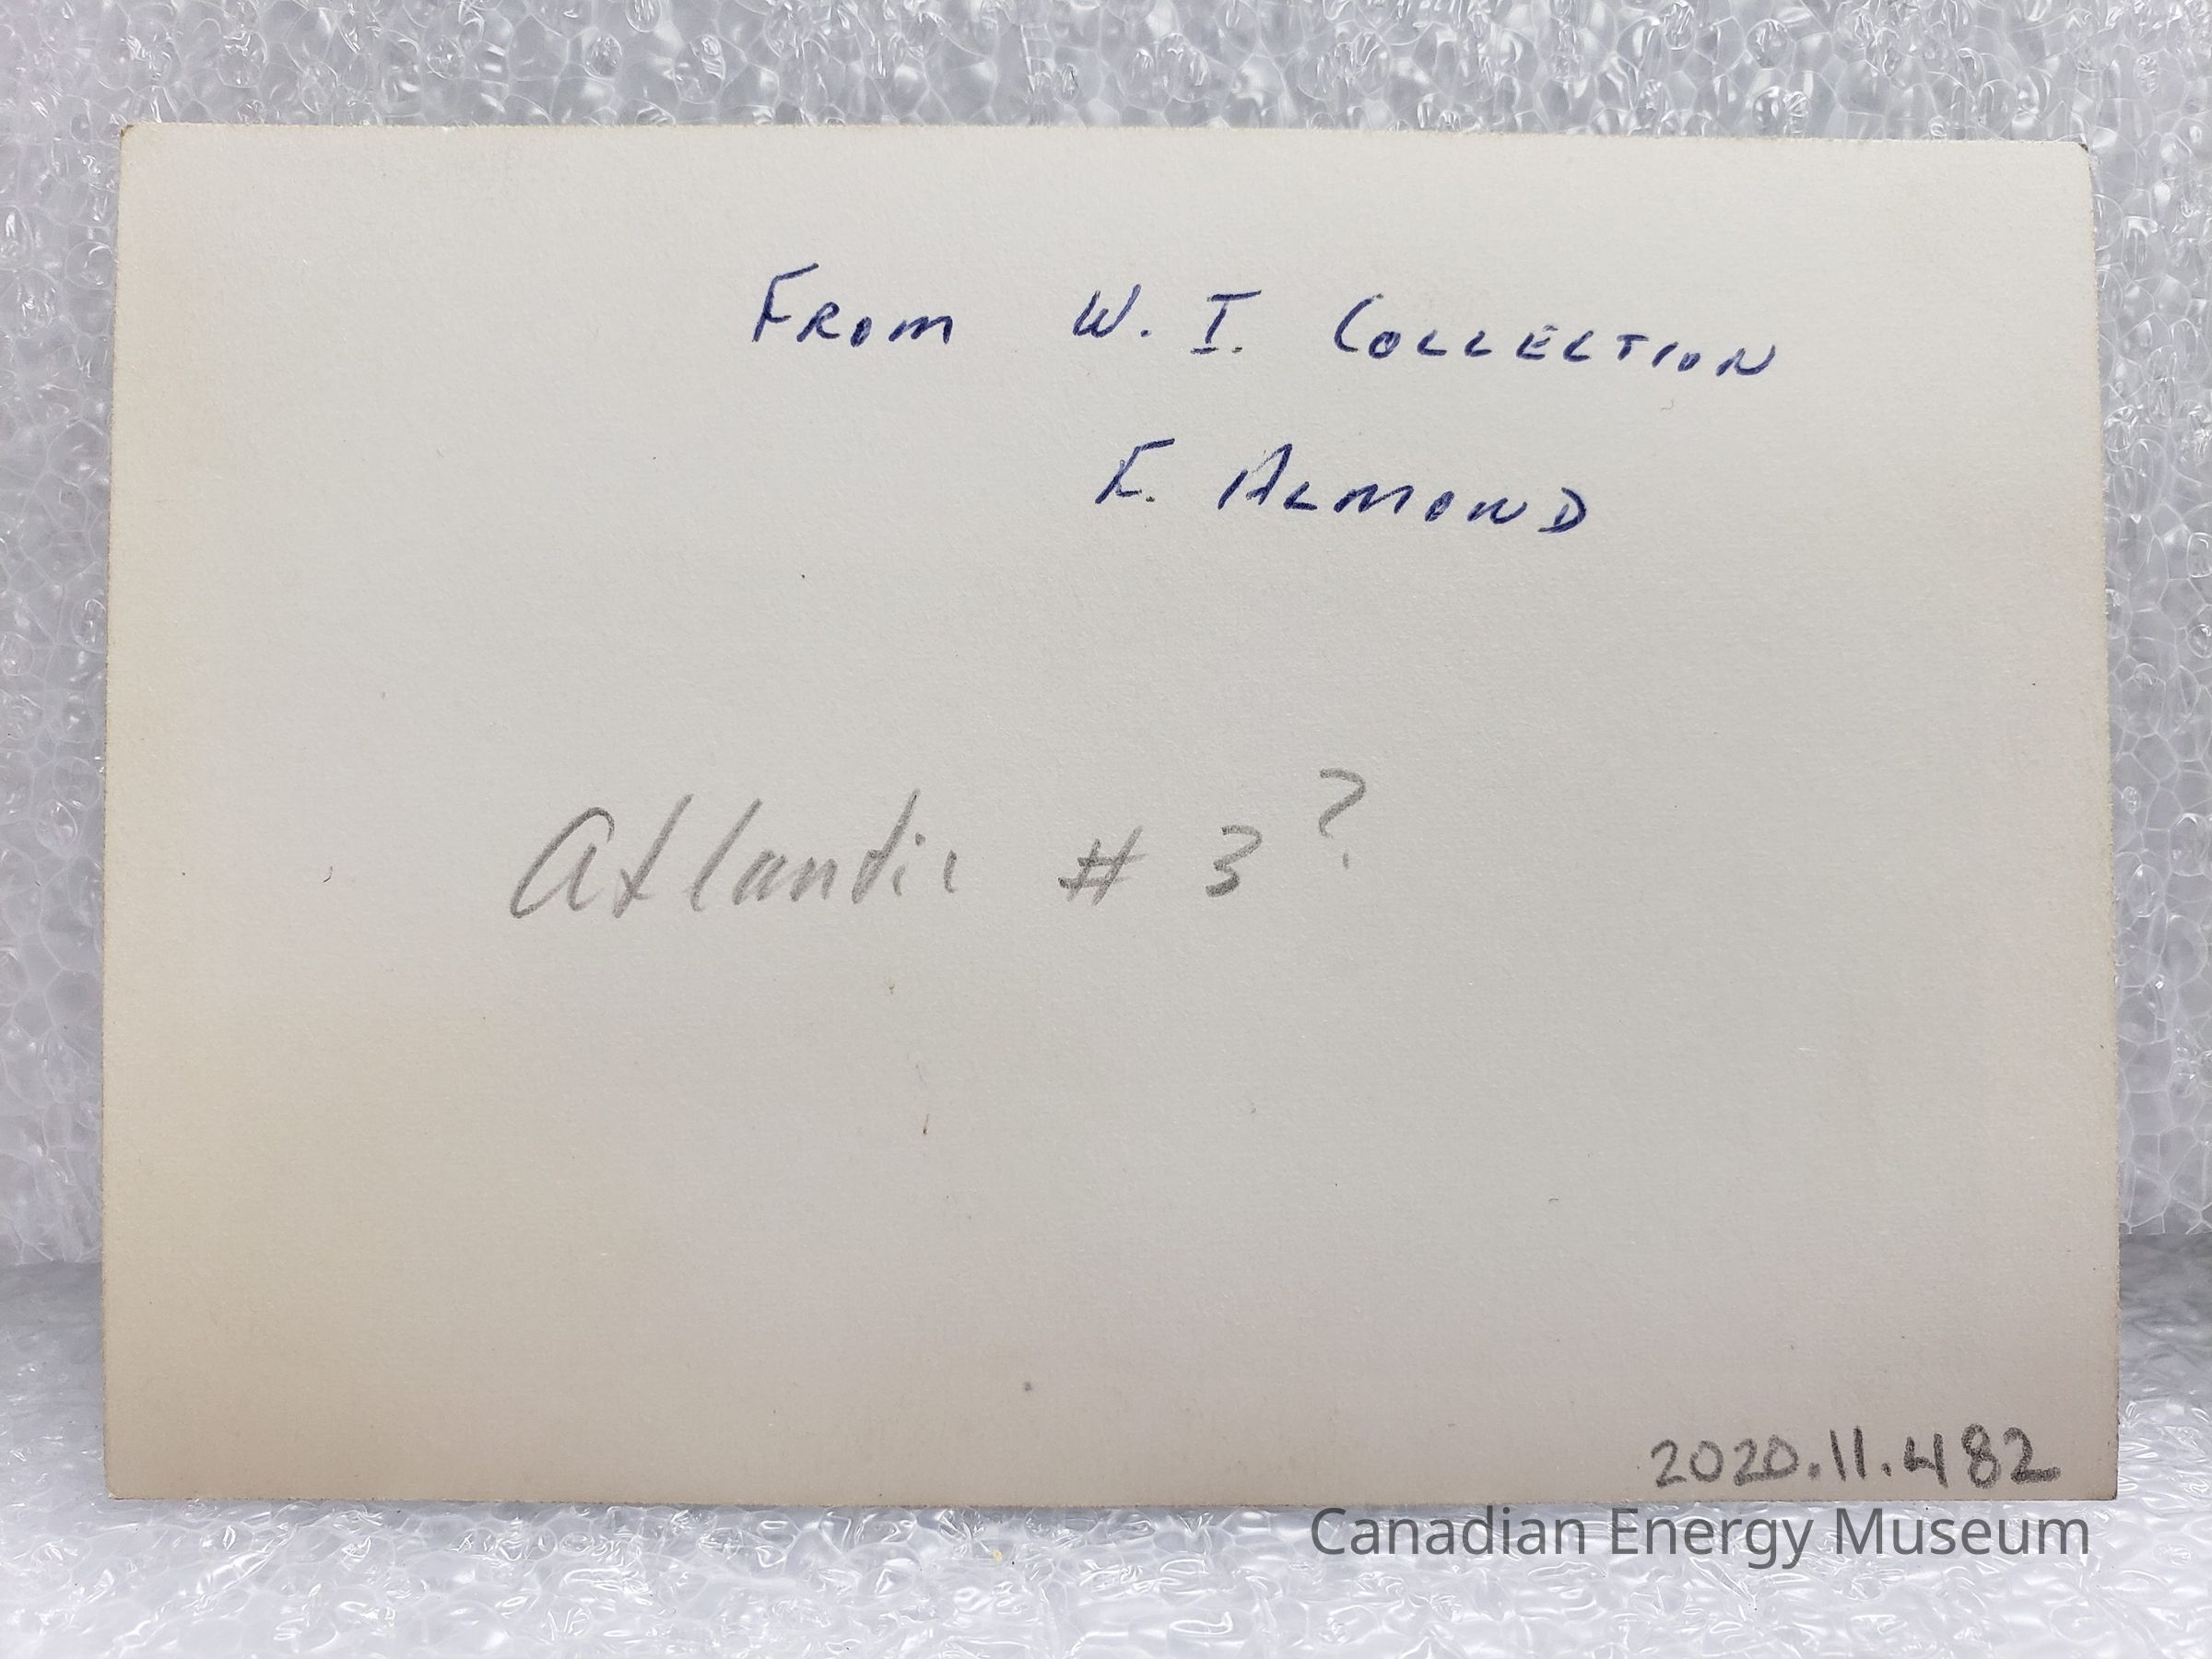 FROM W. I. COLLECTION
E. ALMOND
Atlantic # 3?
2020.11.482
Canadian Energy Museum